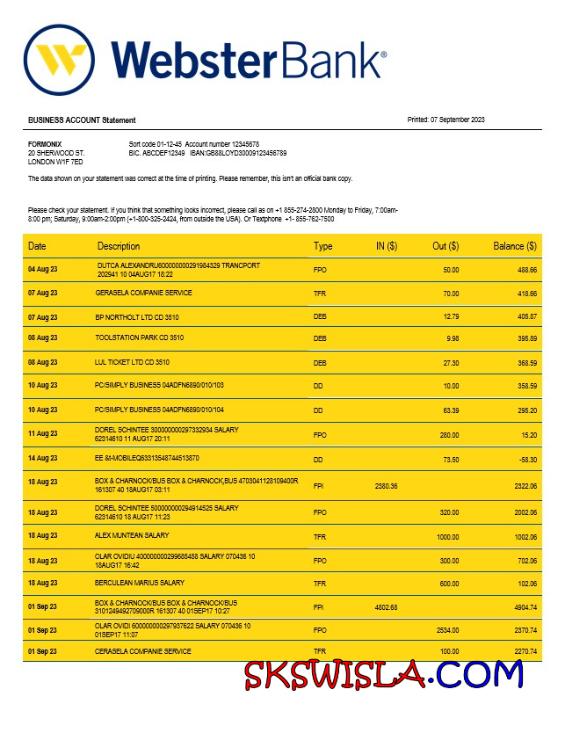 WebsterBank®
BUSINESS ACCOUNT Statement Printed: 07 September 2023
FORMONIX Sort code 01-12-45 Account number 12345678
20 SHERWOOD ST. BIC. ABCDEF12349 IBAN:GB88LOYD30009123456789
LONDON W1F 7ED
The data shown on your statement was correct at the time of printing. Please remember, this isn't an official bank copy.
Please check your statement. If you think that something looks incorrect, please call as on +1 855-274-2800 Monday to Friday, 7:00am-
8:00 pm; Saturday, 9:00am-2:00pm (+1-800-325-2424, from outside the USA). Or Textphone +1- 855-762-7500
Date Description Type IN ($) Out ($) Balance ($)
04 Aug 23 DUTCA ALEXANDRU600000000291984329 TRANCPORT FPO 50.00 488.66
202941 10 04AUG17 18:22
07 Aug 23 GERASELA COMPANIE SERVICE TFR 70.00 418.66
07 Aug 23 BP NORTHOLT LTD CD 3510 DEB 12.79 405.87
08 Aug 23 TOOLSTATION PARK CD 3510 DEB 9.98 395.89
08 Aug 23 LUL TICKET LTD CD 3510 DEB 27.30 368.59
10 Aug 23 PC/SIMPLY BUSINESS 04ADFN6890/010/103 DD 10.00 358.59
10 Aug 23 PC/SIMPLY BUSINESS 04ADFN6890/010/104 DD 63.39 295.20
11 Aug 23 DOREL SCHINTEE 300000000297332934 SALARY FPO 280.00 15.20
62314610 11 AUG17 20:11
14 Aug 23 EE &t-MOBILEQ63313548744513870 DD 73.50 -58.30
18 Aug 23 BOX & CHARNOCK/BUS BOX & CHARNOCK,BUS 4703041128109400R FPI 2380.36 2322.06
161307 40 18AUG17 03:11
18 Aug 23 DOREL SCHINTEE 500000000294914525 SALARY FPO 320.00 2002.06
62314610 18 AUG17 11:23
18 Aug 23 ALEX MUNTEAN SALARY TFR 1000.00 1002.06
18 Aug 23 OLAR OVIDIU 400000000299688488 SALARY 070436 10 FPO 300.00 702.06
18AUG17 16:42
18 Aug 23 BERCULEAN MARIUS SALARY TFR 600.00 102.06
01 Sep 23 BOX & CHARNOCK/BUS BOX & CHARNOCK/BUS FPI 4802.68 4904.74
3101249492709000R 161307 40 01SEP17 10:27
01 Sep 23 OLAR OVIDI 600000000297937622 SALARY 070436 10 FPO 2534.00 2370.74
01SEP17 11:07
01 Sep 23 CERASELA COMPANIE SERVICE TFR 100.00 2270.74
SKSWISLA.COM